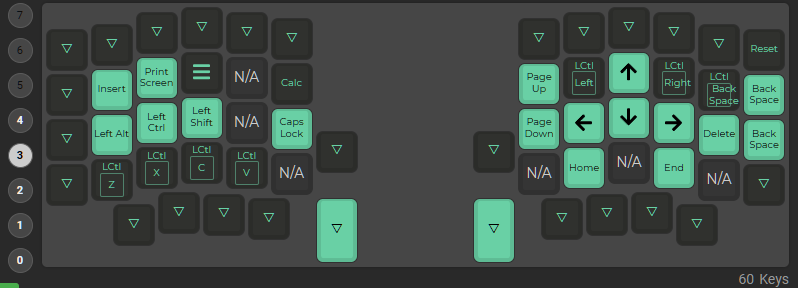 7
6
5
4
3
2
1
0
Reset
Insert
Print
Screen
N/A
Calc
Page
Up
LCtl
Left
LCtl
Right
LCtl
Back
Space
Back
Space
Left Alt
Left
Ctrl
Left
Shift
N/A
Caps
Lock
Page
Down
Delete
Back
Space
LCtl
Z
LCtl
X
LCtl
C
LCtl
V
N/A
N/A
Home
N/A
End
N/A
60 Keys